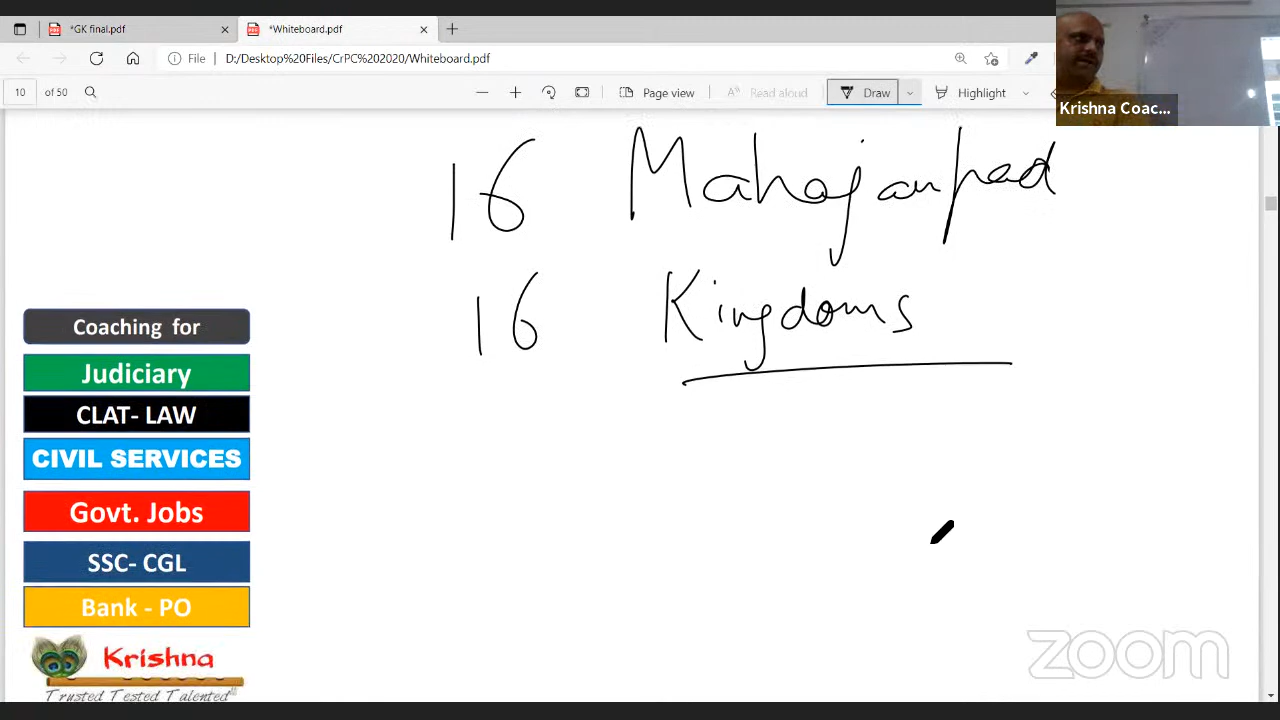 *GK final.pdf
*Whiteboard.pdf
File
D:/Desktop%20Files/CrPC%202020/Whiteboard.pdf
10 of 50
Page view
Read aloud
Draw
Highlight
Krishna Coac...
16 Mahajanpad
16 Kingdoms
Coaching for
Judiciary
CLAT- LAW
CIVIL SERVICES
Govt. Jobs
SSC- CGL
Bank - PO
Krishna
Trusted Tested Talented
zoom